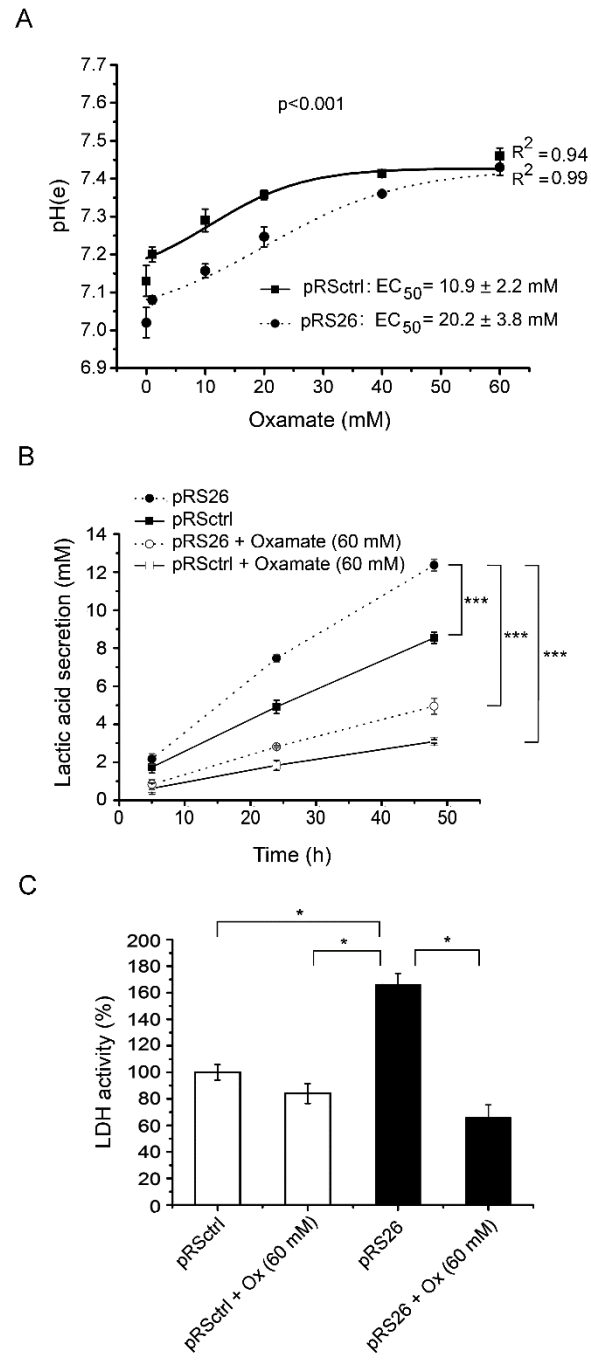 A
7.7
7.6
7.5
7.4
7.3
7.2
7.1
7.0
6.9
pH(e)
p<0.001
R² = 0.94
R² = 0.99
pRSctrl: EC₅₀ = 10.9 ± 2.2 mM
pRS26: EC₅₀ = 20.2 ± 3.8 mM
0 10 20 30 40 50 60
Oxamate (mM)
B
pRS26
pRSctrl
pRS26 + Oxamate (60 mM)
pRSctrl + Oxamate (60 mM)
14
12
10
8
6
4
2
0
Lactic acid secretion (mM)
***
***
***
0 10 20 30 40 50
Time (h)
C
200
180
160
140
120
100
80
60
40
20
0
LDH activity (%)
*
* *
pRSctrl
pRSctrl + Ox (60 mM)
pRS26
pRS26 + Ox (60 mM)